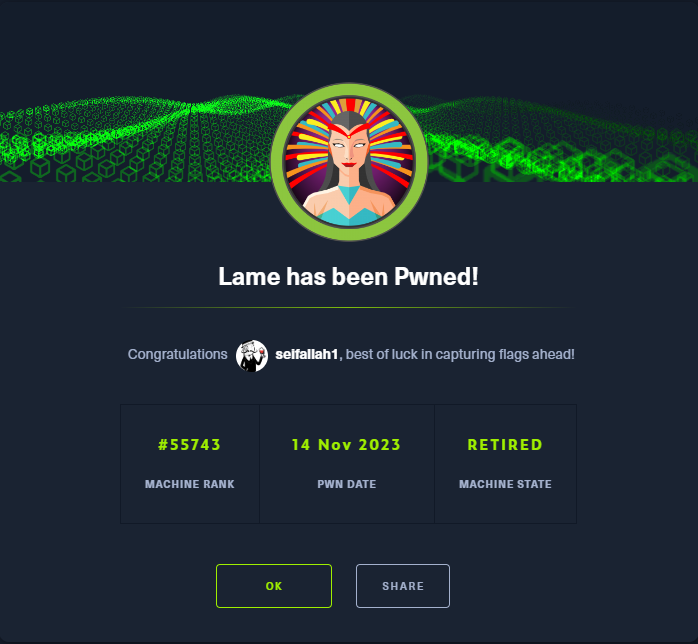 Lame has been Pwned!
Congratulations seifallah1, best of luck in capturing flags ahead!
#55743 14 Nov 2023 RETIRED
MACHINE RANK PWN DATE MACHINE STATE
OK SHARE